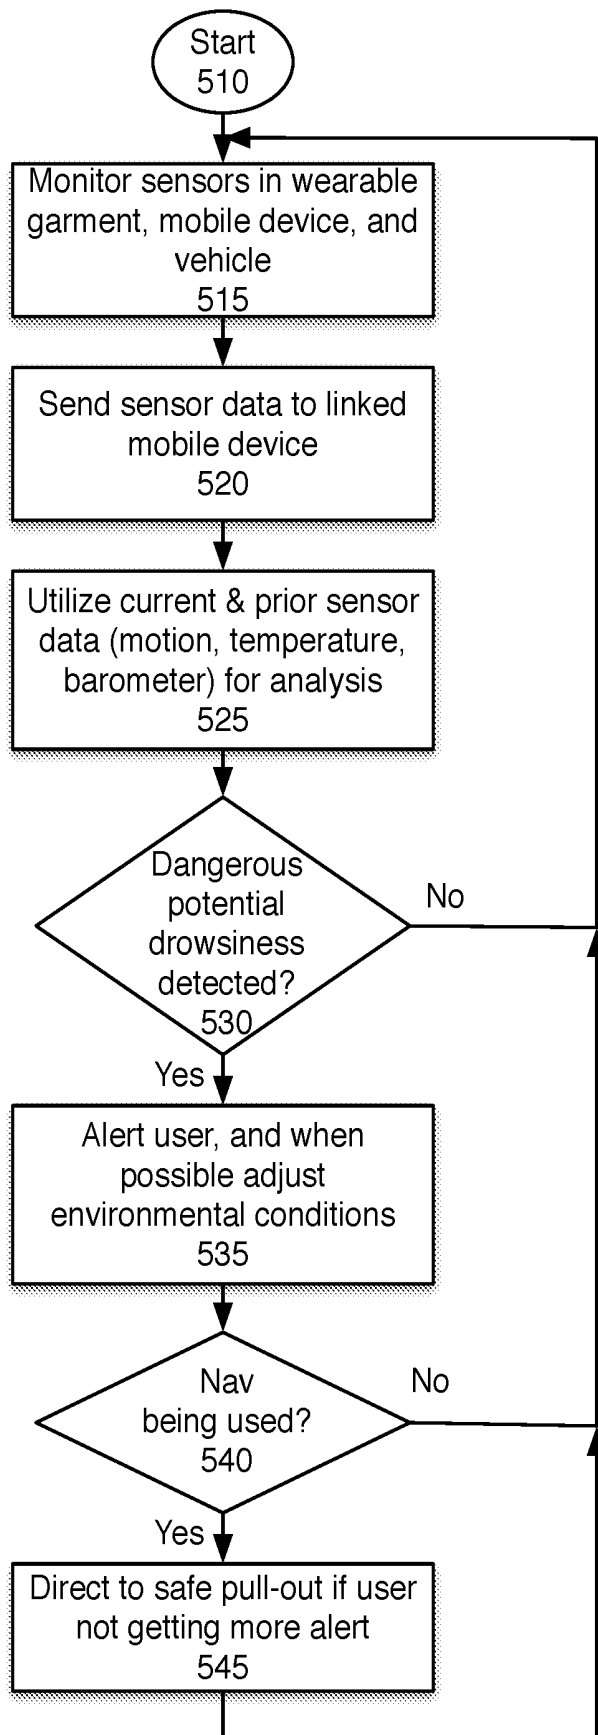 Start
510
Monitor sensors in wearable
garment, mobile device, and
vehicle
515
Send sensor data to linked
mobile device
520
Utilize current & prior sensor
data (motion, temperature,
barometer) for analysis
525
Dangerous
potential
drowsiness
detected?
530
No
Yes
Alert user, and when
possible adjust
environmental conditions
535
Nav
being used?
540
No
Yes
Direct to safe pull-out if user
not getting more alert
545